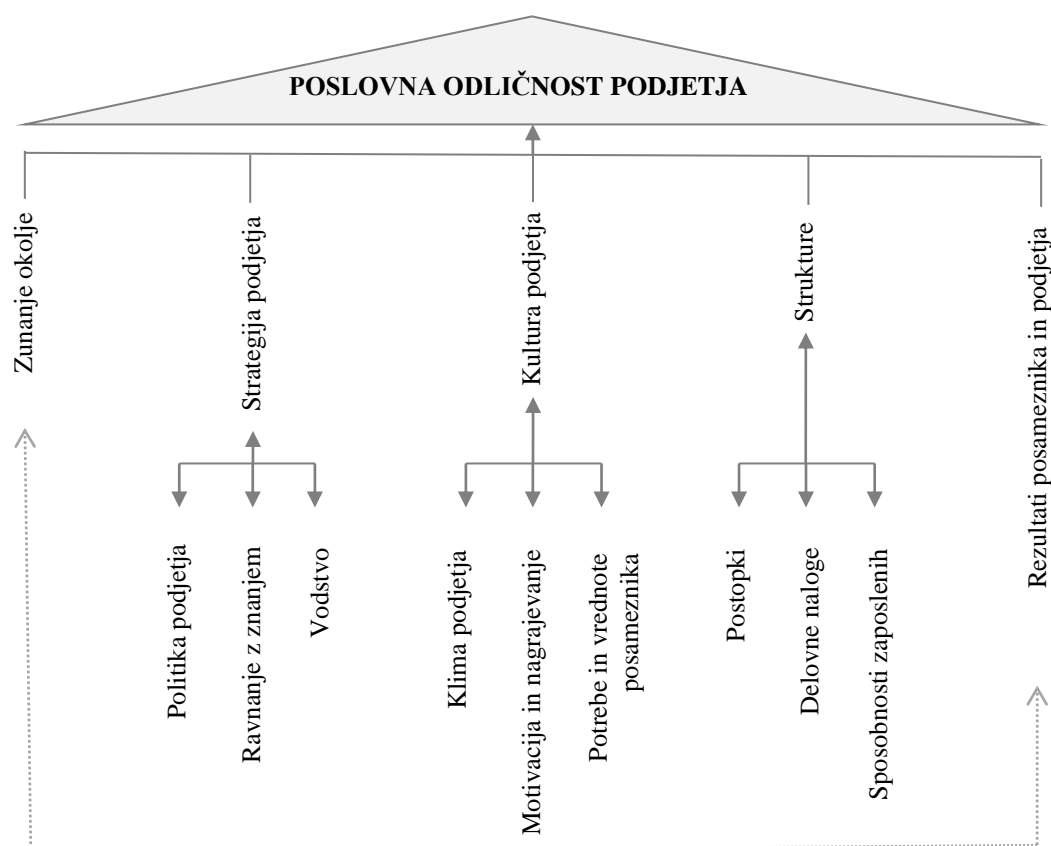 POSLOVNA ODLIČNOST PODJETJA
Zunanje okolje
Strategija podjetja
Kultura podjetja
Strukture
Rezultati posameznika in podjetja
Politika podjetja
Ravnanje z znanjem
Vodstvo
Klima podjetja
Motivacija in nagrajevanje
Potrebe in vrednote
posameznika
Postopki
Delovne naloge
Sposobnosti zaposlenih